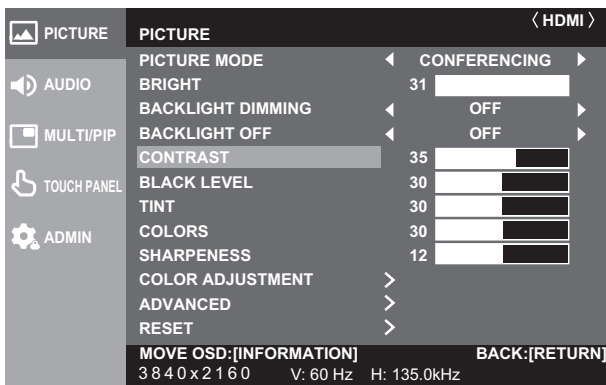 PICTURE
AUDIO
MULTI/PIP
TOUCH PANEL
ADMIN
PICTURE 〈 HDMI 〉
PICTURE MODE CONFERENCING
BRIGHT 31
BACKLIGHT DIMMING OFF
BACKLIGHT OFF OFF
CONTRAST 35
BLACK LEVEL 30
TINT 30
COLORS 30
SHARPENESS 12
COLOR ADJUSTMENT
ADVANCED
RESET
MOVE OSD:[INFORMATION] BACK:[RETURN]
3840x2160 V: 60 Hz H: 135.0kHz